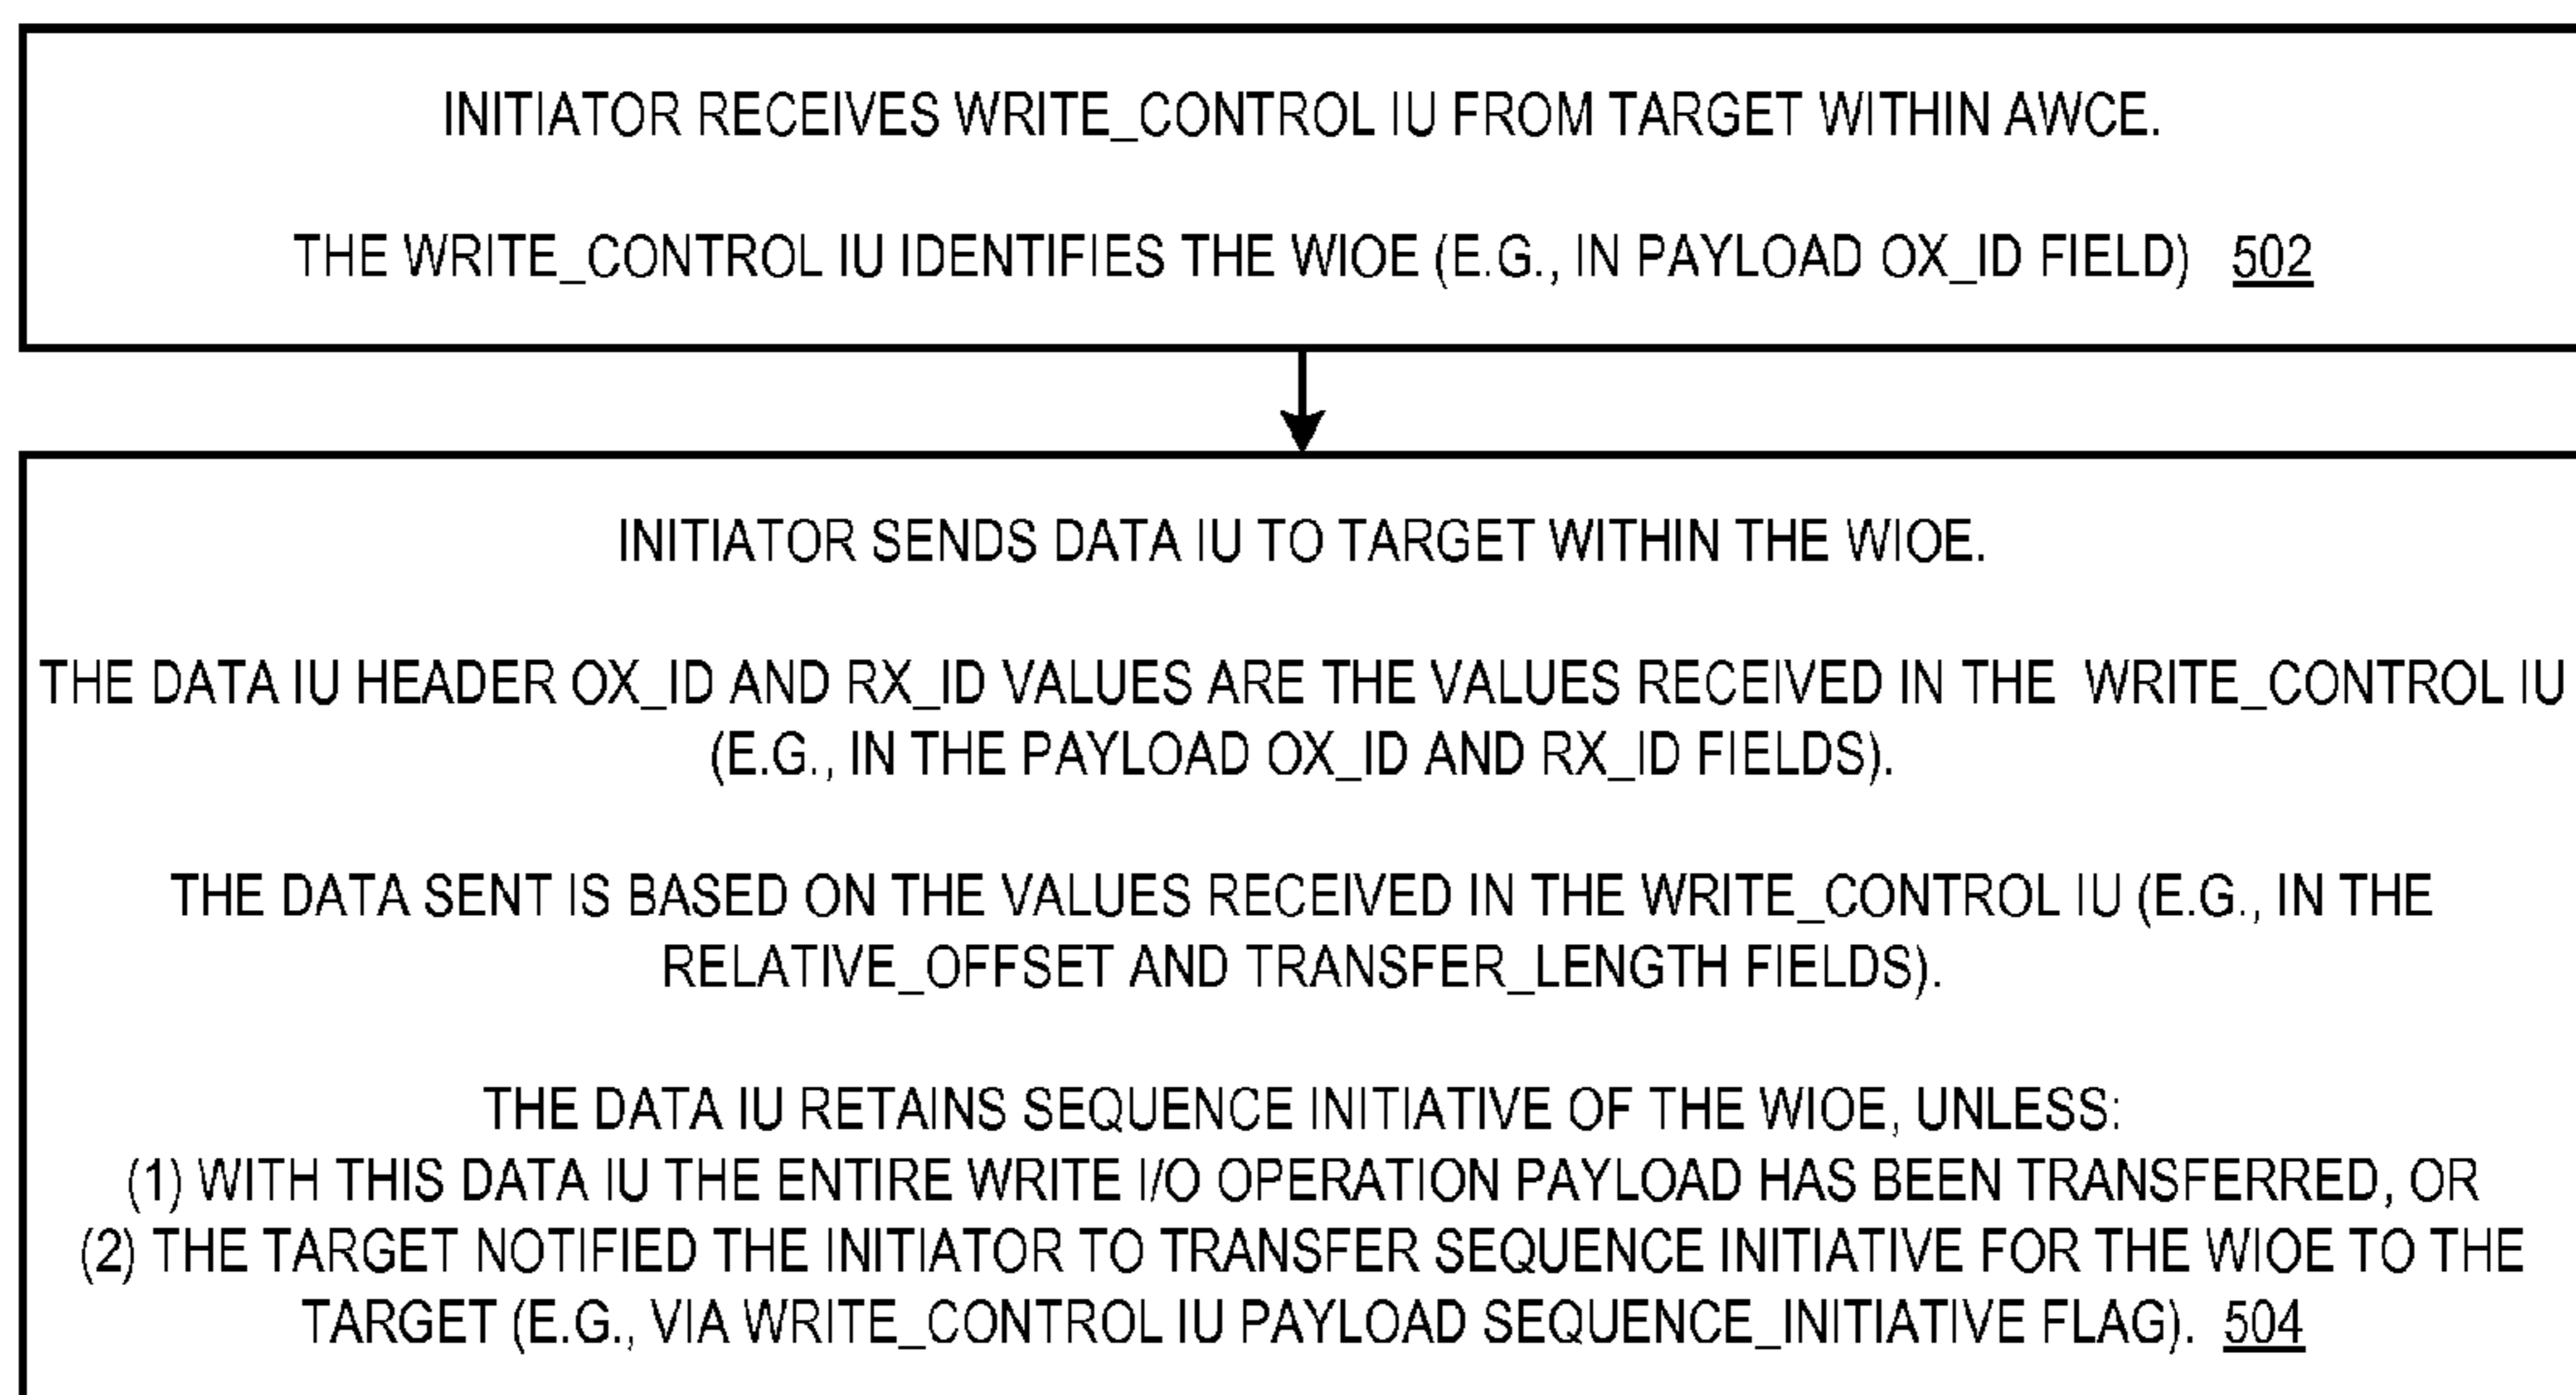 INITIATOR RECEIVES WRITE_CONTROL IU FROM TARGET WITHIN AWCE.
THE WRITE_CONTROL IU IDENTIFIES THE WIOE (E.G., IN PAYLOAD OX_ID FIELD) 502
INITIATOR SENDS DATA IU TO TARGET WITHIN THE WIOE.
THE DATA IU HEADER OX_ID AND RX_ID VALUES ARE THE VALUES RECEIVED IN THE WRITE_CONTROL IU
(E.G., IN THE PAYLOAD OX_ID AND RX_ID FIELDS).
THE DATA SENT IS BASED ON THE VALUES RECEIVED IN THE WRITE_CONTROL IU (E.G., IN THE
RELATIVE_OFFSET AND TRANSFER_LENGTH FIELDS).
THE DATA IU RETAINS SEQUENCE INITIATIVE OF THE WIOE, UNLESS:
(1) WITH THIS DATA IU THE ENTIRE WRITE I/O OPERATION PAYLOAD HAS BEEN TRANSFERRED, OR
(2) THE TARGET NOTIFIED THE INITIATOR TO TRANSFER SEQUENCE INITIATIVE FOR THE WIOE TO THE
TARGET (E.G., VIA WRITE_CONTROL IU PAYLOAD SEQUENCE_INITIATIVE FLAG). 504